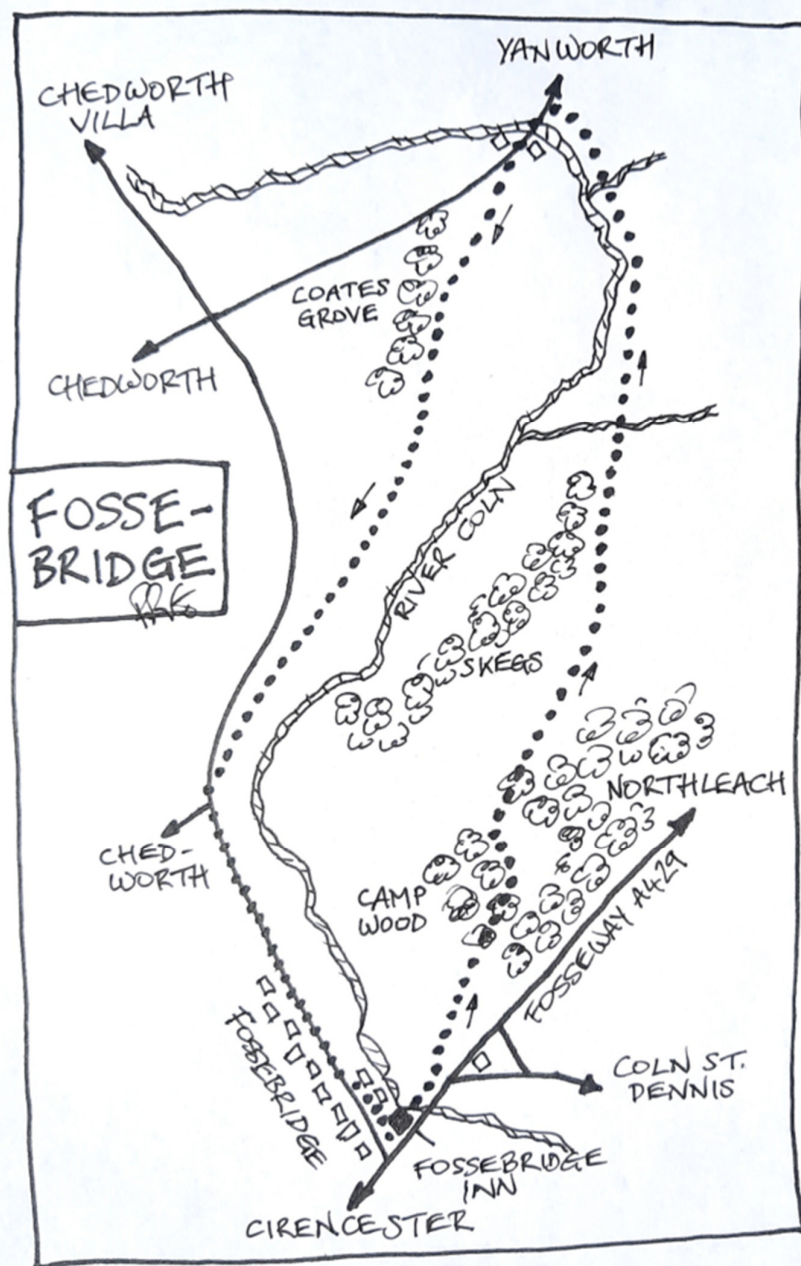 YANWORTH
CHEDWORTH
VILLA
COATES
GROVE
CHEDWORTH
FOSSE-
BRIDGE
RIVER COLN
SKEGS
NORTHLEACH
CHED-
WORTH
CAMP
WOOD
FOSSEWAY A429
FOSSEBRIDGE
COLN ST.
DENNIS
FOSSEBRIDGE
INN
CIRENCESTER